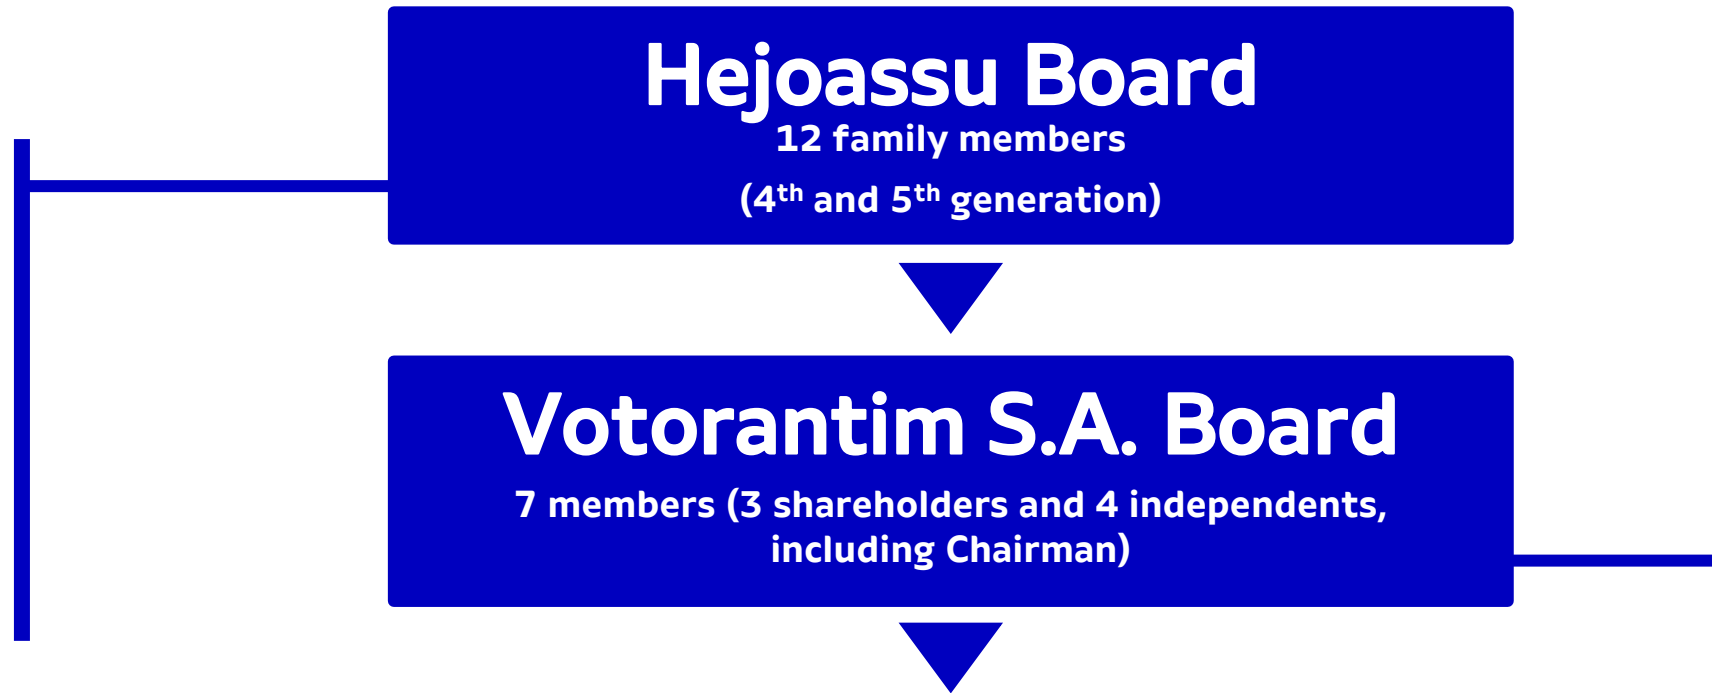 Hejoassu Board
12 family members
(4th and 5th generation)
Votorantim S.A. Board
7 members (3 shareholders and 4 independents,
including Chairman)